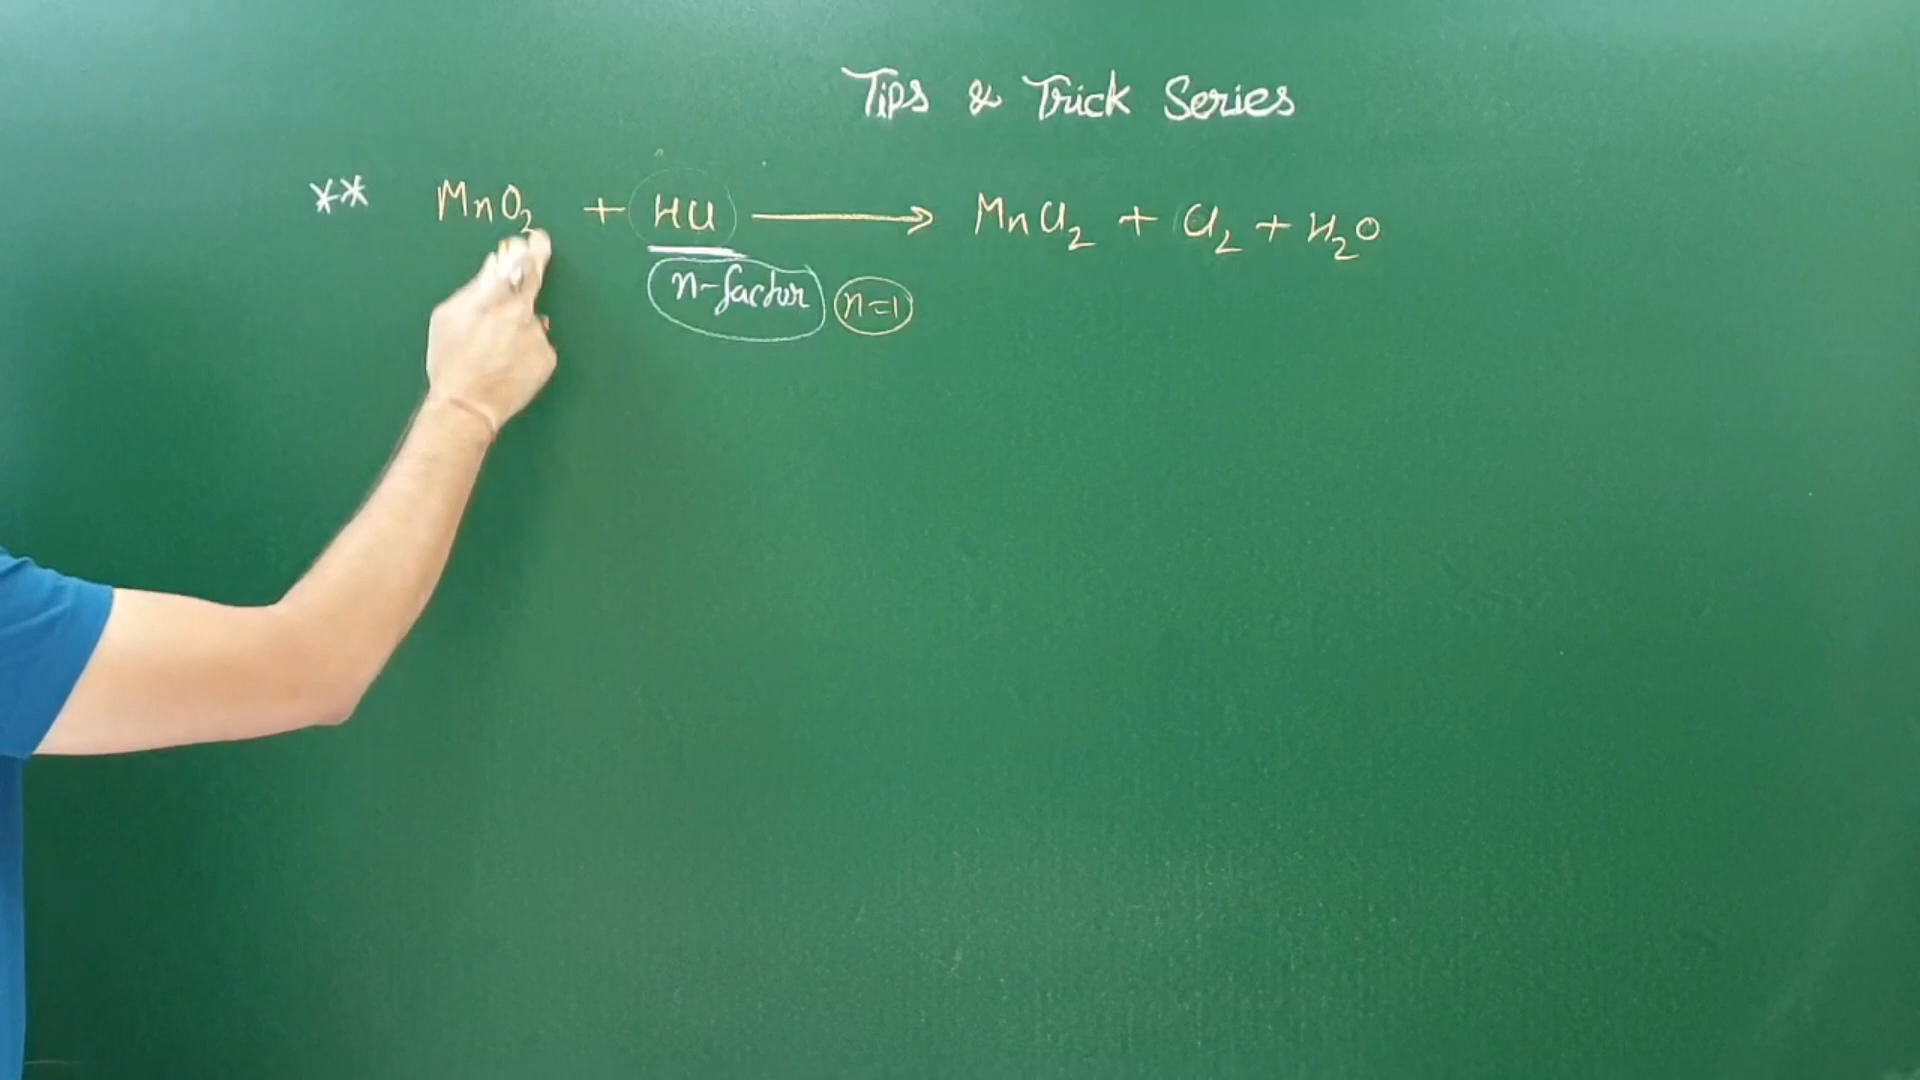 Tips & Trick Series
** MnO₂ + HCl ⟶ MnCl₂ + Cl₂ + H₂O
n-factor n=1